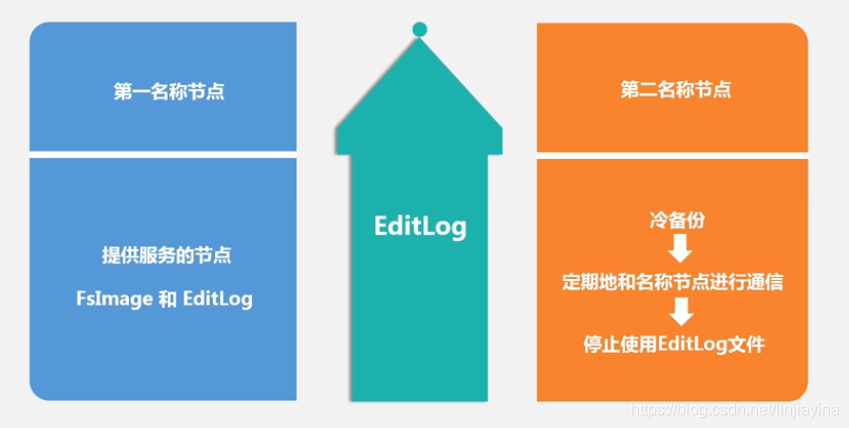 第一名称节点
提供服务的节点
FsImage 和 EditLog
EditLog
第二名称节点
冷备份
定期地和名称节点进行通信
停止使用EditLog文件
https://blog.csdn.net/linjiayina